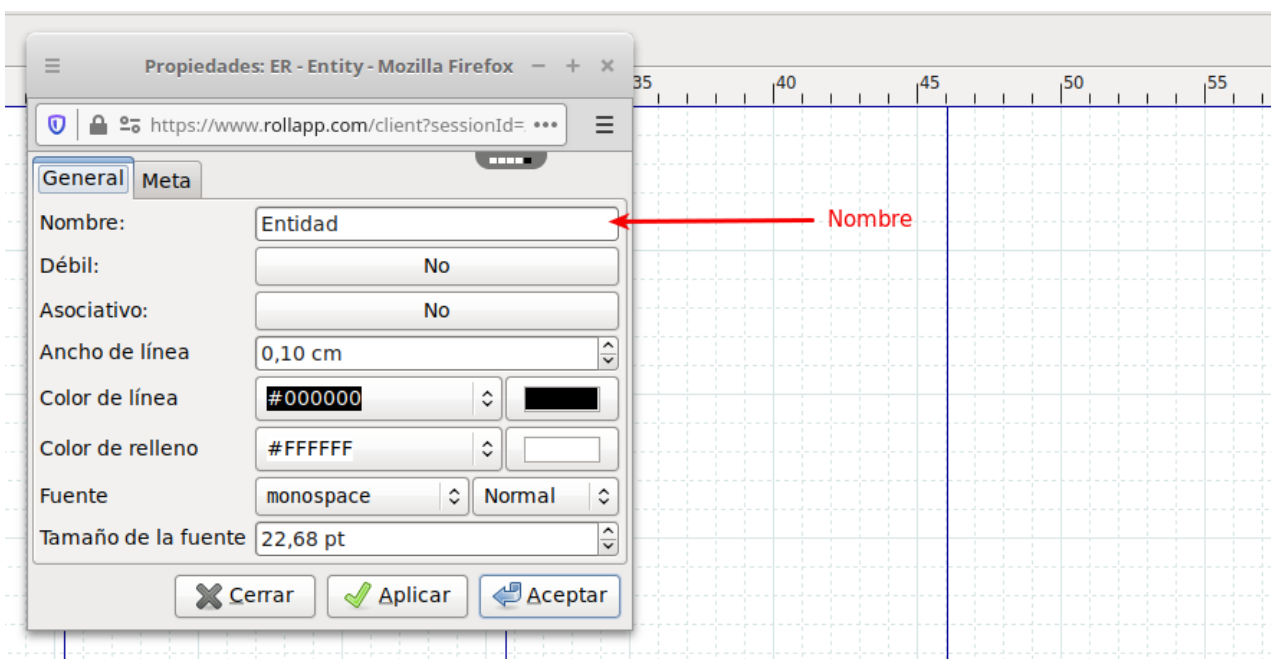 Propiedades: ER - Entity - Mozilla Firefox
35 40 45 50 55
https://www.rollapp.com/client?sessionId=
General Meta
Nombre: Entidad
Nombre
Débil: No
Asociativo: No
Ancho de línea 0,10 cm
Color de línea #000000
Color de relleno #FFFFFF
Fuente monospace Normal
Tamaño de la fuente 22,68 pt
Cerrar Aplicar Aceptar